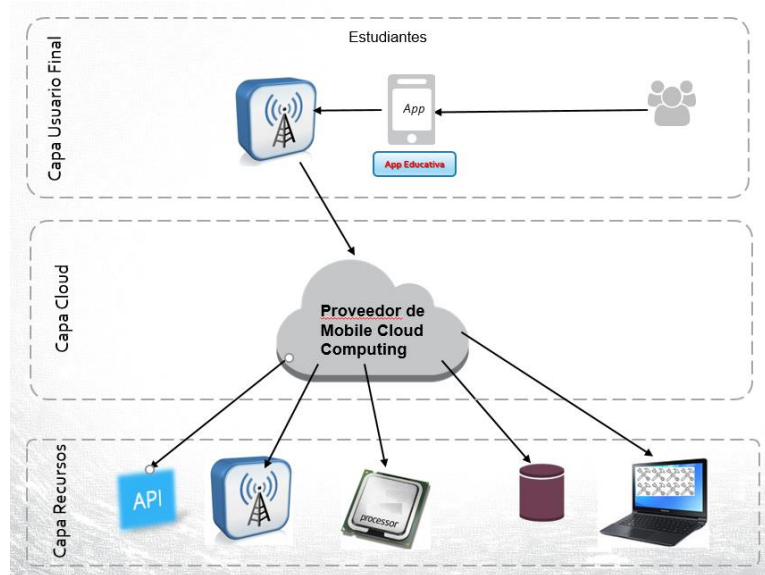 Estudiantes
Capa Usuario Final
App
App Educativa
Capa Cloud
Proveedor de
Mobile Cloud
Computing
Capa Recursos
API
processor